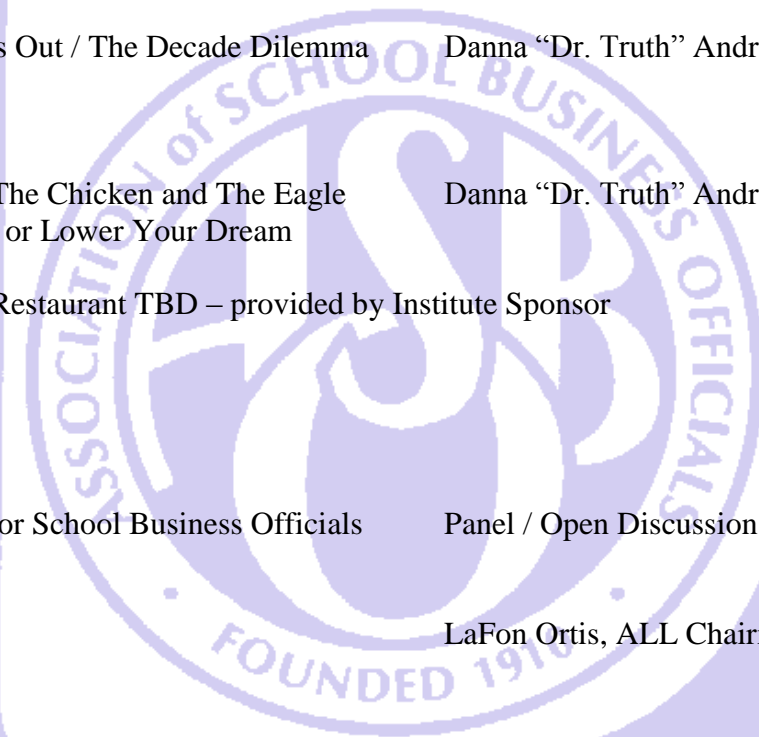 s Out / The Decade Dilemma Danna “Dr. Truth” Andr
The Chicken and The Eagle Danna “Dr. Truth” Andr
or Lower Your Dream
Restaurant TBD – provided by Institute Sponsor
or School Business Officials Panel / Open Discussion
LaFon Ortis, ALL Chair
ASSOCIATION of SCHOOL BUSINESS OFFICIALS
ASBO
FOUNDED 1910